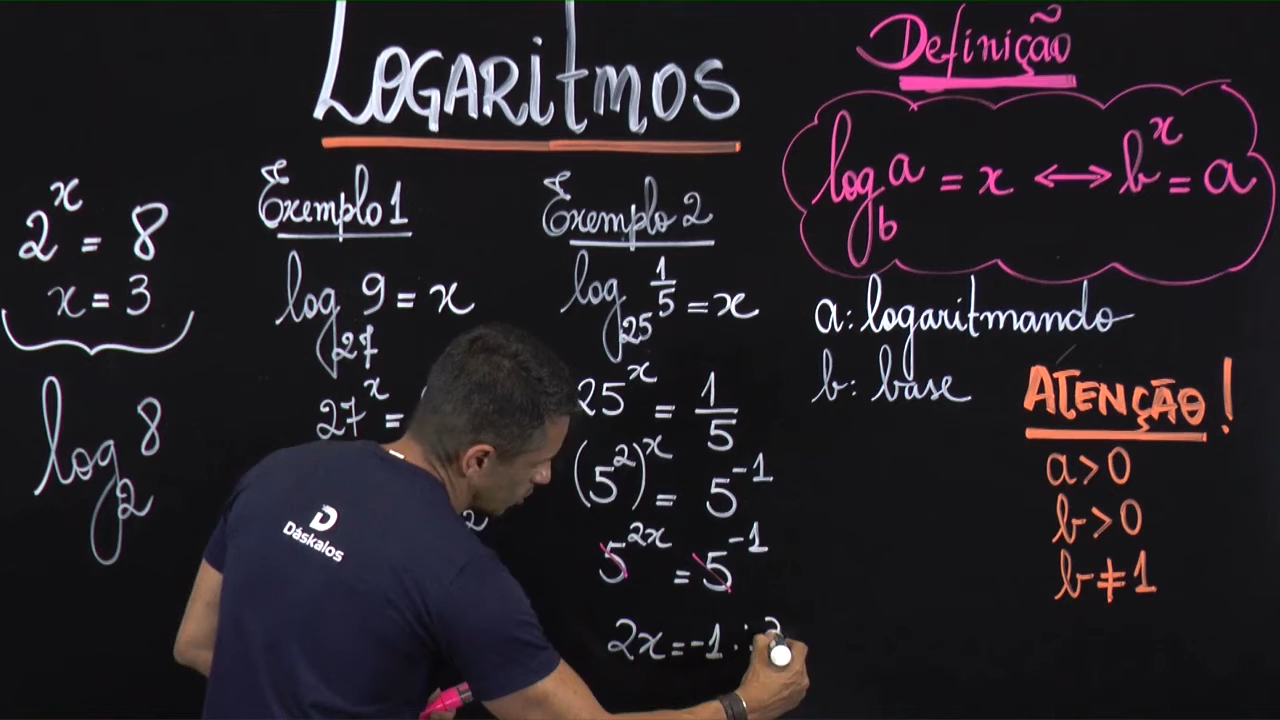 LOGARitmos
2^x = 8
x = 3
log_2 8
Exemplo 1
log_27 9 = x
27^x =
2
Exemplo 2
log_25 1/5 = x
25^x = 1/5
(5^2)^x = 5^-1
5^2x = 5^-1
2x = -1 ∴
Definição
log_b a = x ↔ b^x = a
a: logaritmando
b: base
ATENÇÃO!
a > 0
b > 0
b ≠ 1
D
Dáskalos